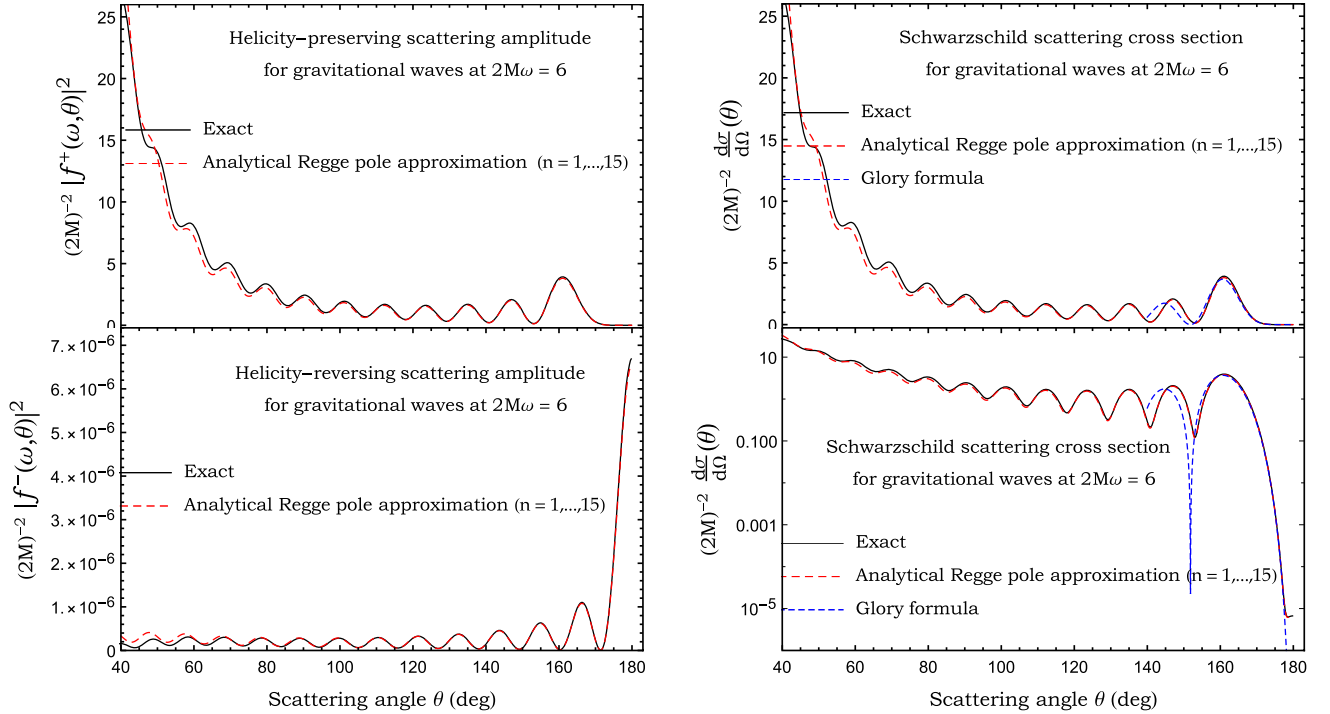 25
20
15
10
5
0
(2M)⁻² |f⁺(ω,θ)|²
Helicity−preserving scattering amplitude
for gravitational waves at 2Mω = 6
Exact
Analytical Regge pole approximation (n = 1,...,15)
7.×10⁻⁶
6.×10⁻⁶
5.×10⁻⁶
4.×10⁻⁶
3.×10⁻⁶
2.×10⁻⁶
1.×10⁻⁶
0
(2M)⁻² |f⁻(ω,θ)|²
Helicity−reversing scattering amplitude
for gravitational waves at 2Mω = 6
Exact
Analytical Regge pole approximation (n = 1,...,15)
40 60 80 100 120 140 160 180
Scattering angle θ (deg)
25
20
15
10
5
0
(2M)⁻² dσ/dΩ(θ)
Schwarzschild scattering cross section
for gravitational waves at 2Mω = 6
Exact
Analytical Regge pole approximation (n = 1,...,15)
Glory formula
10
0.100
0.001
10⁻⁵
(2M)⁻² dσ/dΩ(θ)
Schwarzschild scattering cross section
for gravitational waves at 2Mω = 6
Exact
Analytical Regge pole approximation (n = 1,...,15)
Glory formula
40 60 80 100 120 140 160 180
Scattering angle θ (deg)